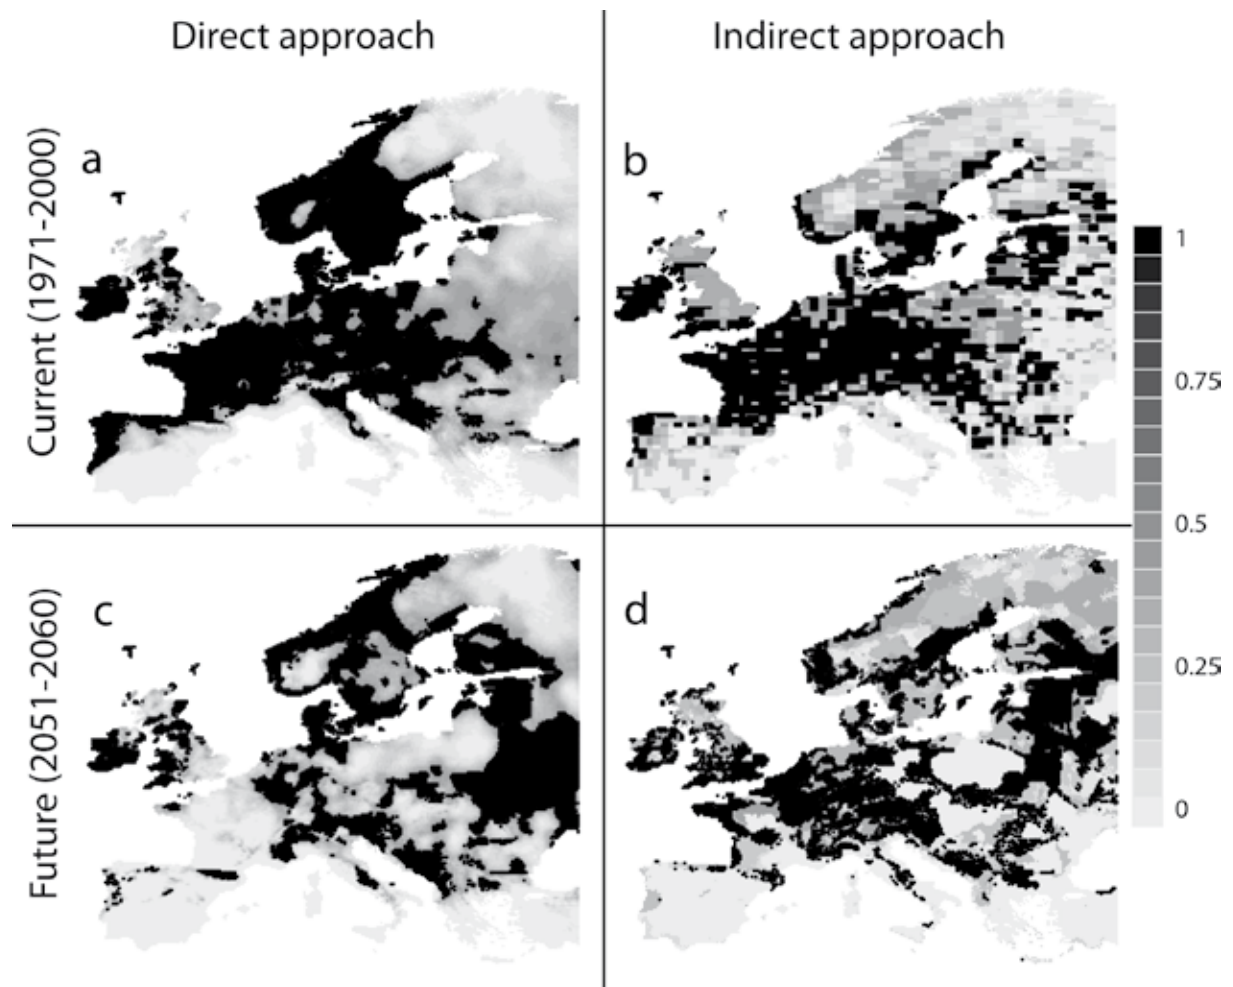 Direct approach
Indirect approach
Current (1971-2000)
a
b
1
0.75
0.5
0.25
0
Future (2051-2060)
c
d